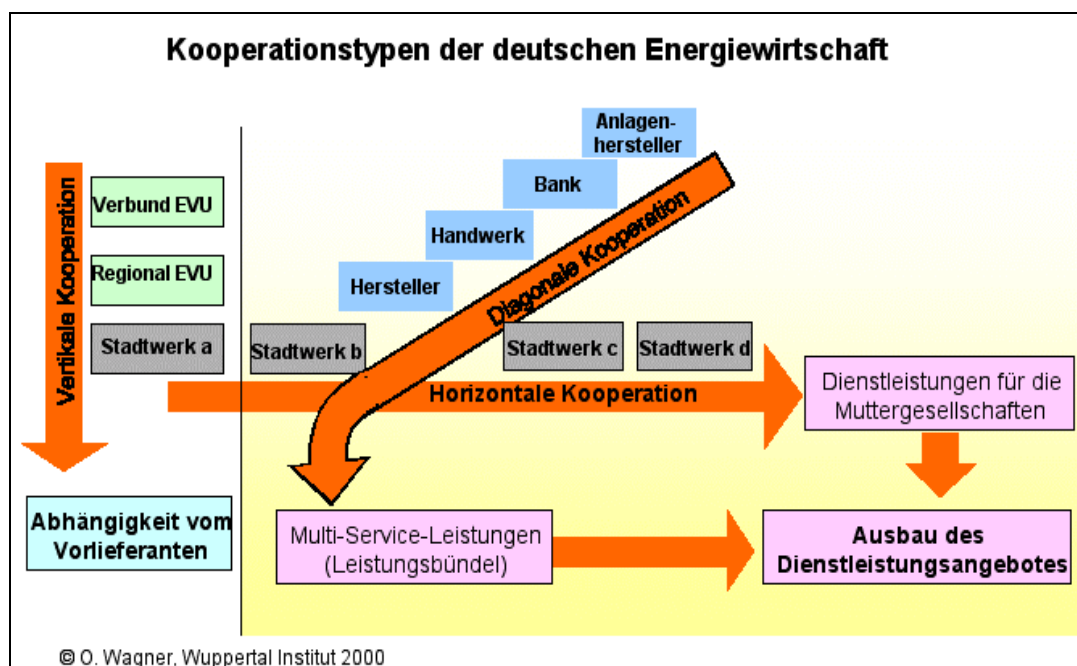 Kooperationstypen der deutschen Energiewirtschaft
Vertikale Kooperation
Verbund EVU
Regional EVU
Stadtwerk a
Abhängigkeit vom
Vorlieferanten
Anlagen-
hersteller
Bank
Handwerk
Hersteller
Diagonale Kooperation
Stadtwerk b
Stadtwerk c
Stadtwerk d
Horizontale Kooperation
Dienstleistungen für die
Muttergesellschaften
Multi-Service-Leistungen
(Leistungsbündel)
Ausbau des
Dienstleistungsangebotes
© O. Wagner, Wuppertal Institut 2000